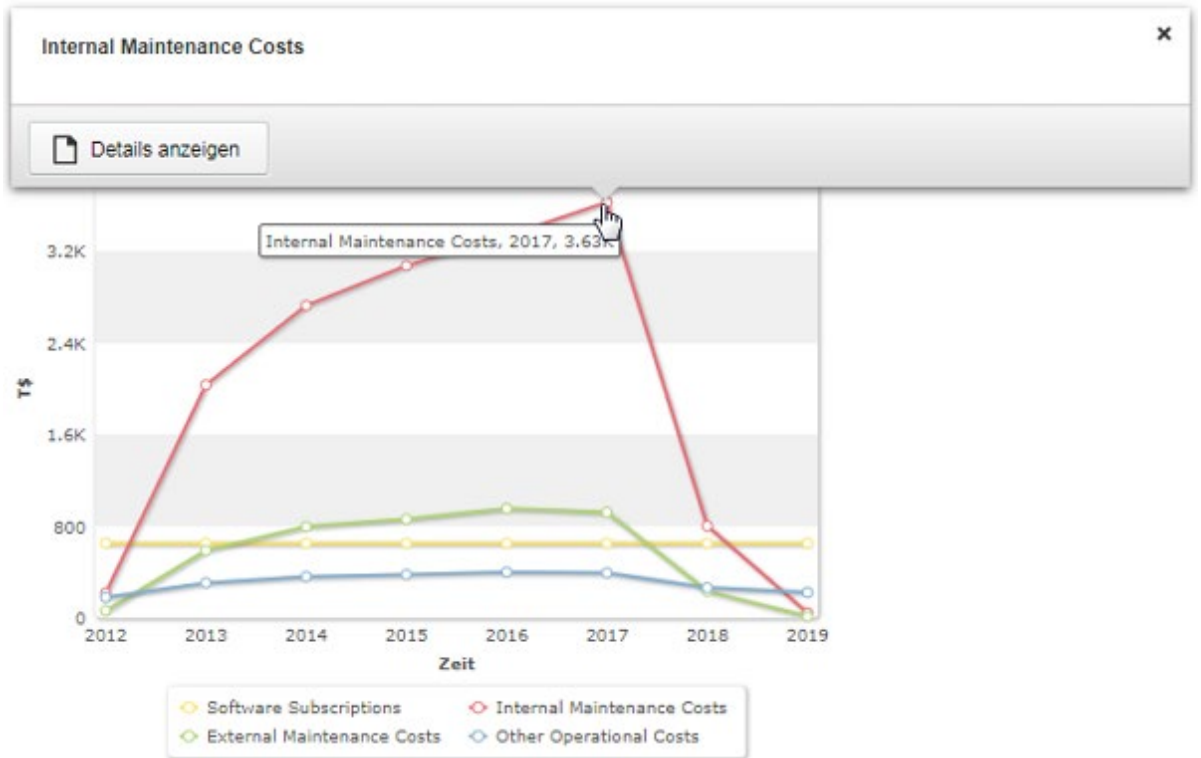 Internal Maintenance Costs
×
Details anzeigen
Internal Maintenance Costs, 2017, 3.63K
3.2K
2.4K
T$
1.6K
800
0
2012 2013 2014 2015 2016 2017 2018 2019
Zeit
Software Subscriptions Internal Maintenance Costs
External Maintenance Costs Other Operational Costs